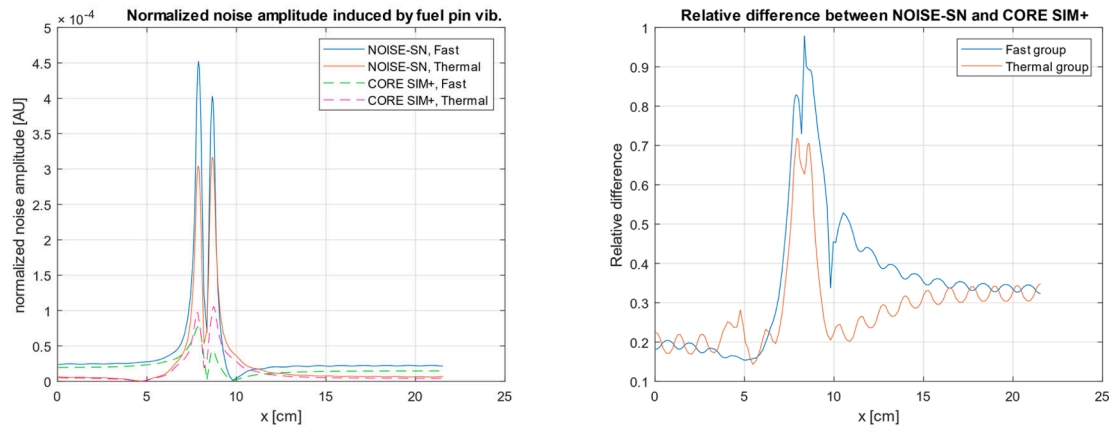 Normalized noise amplitude induced by fuel pin vib.
× 10⁻⁴
5
4.5
4
3.5
3
2.5
2
1.5
1
0.5
0
normalized noise amplitude [AU]
NOISE-SN, Fast
NOISE-SN, Thermal
CORE SIM+, Fast
CORE SIM+, Thermal
0 5 10 15 20 25
x [cm]
Relative difference between NOISE-SN and CORE SIM+
1
0.9
0.8
0.7
0.6
0.5
0.4
0.3
0.2
0.1
Relative difference
Fast group
Thermal group
0 5 10 15 20 25
x [cm]